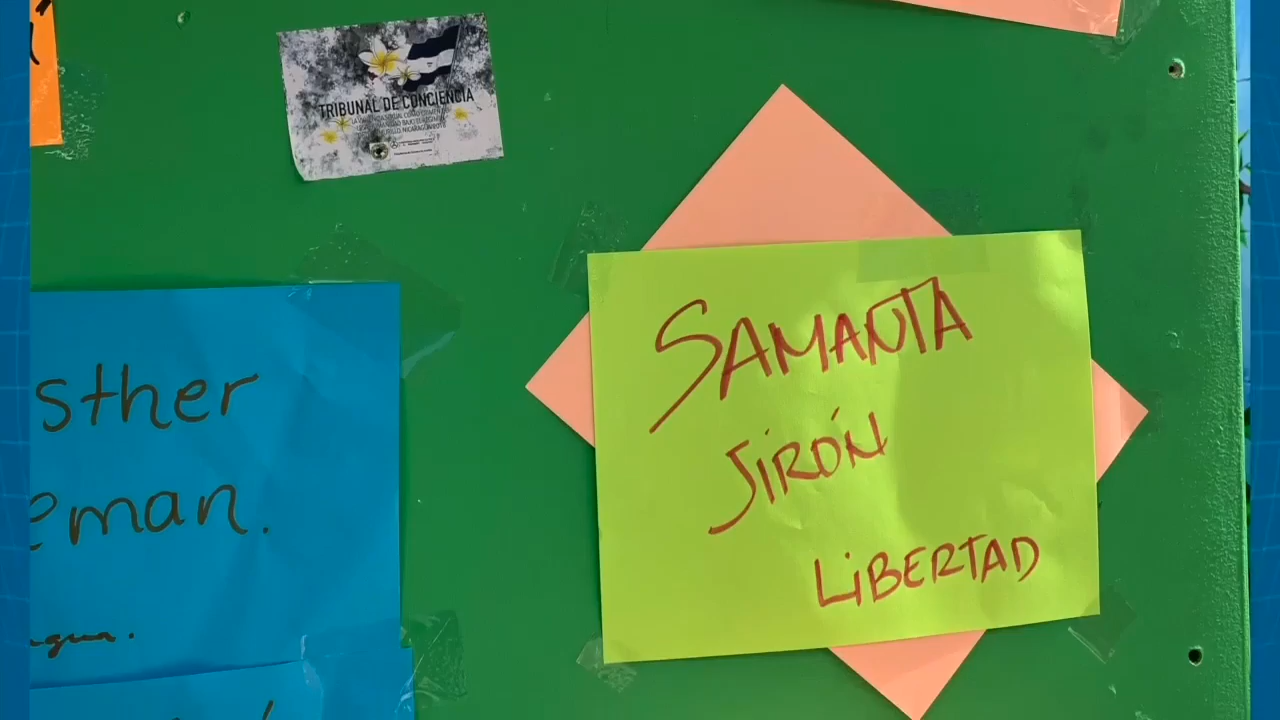 TRIBUNAL DE CONCIENCIA
SAMANTA
JIRÓN
LIBERTAD
sther
eman.